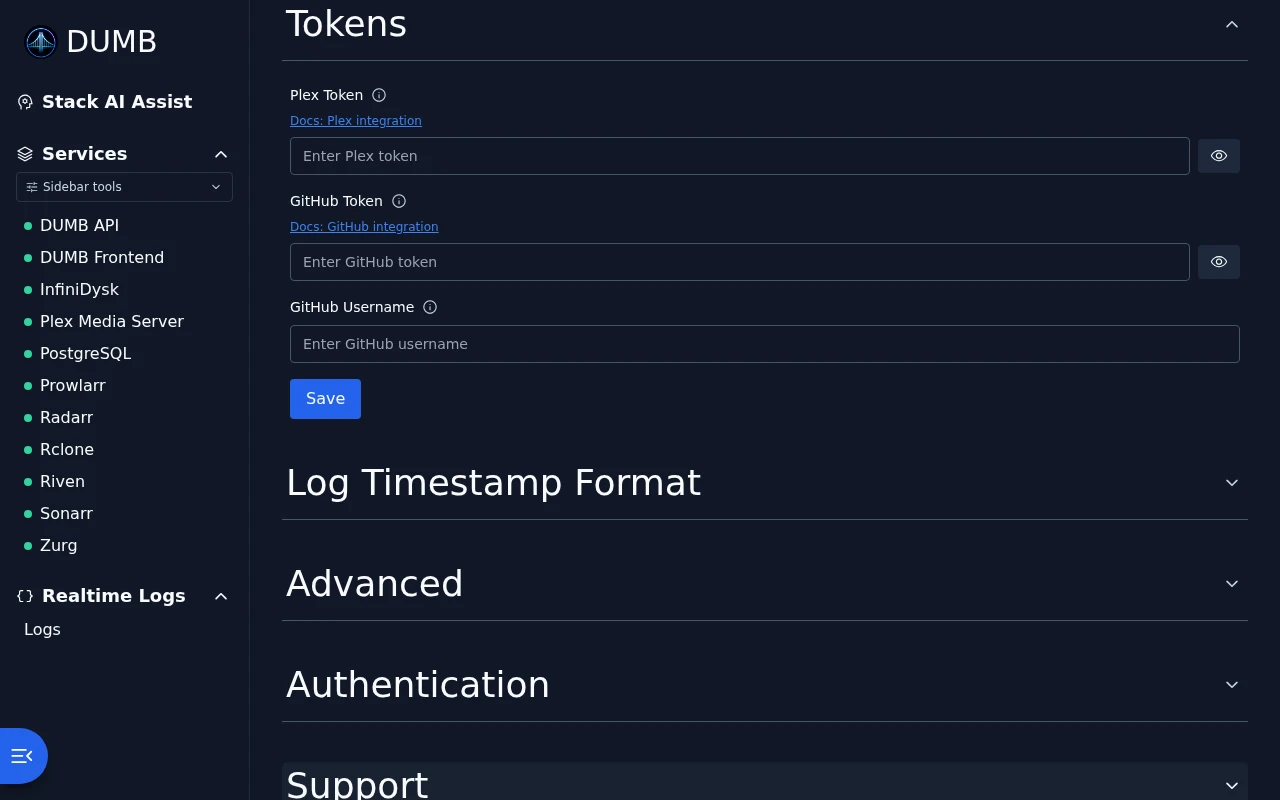 DUMB
Stack AI Assist
Services
Sidebar tools
DUMB API
DUMB Frontend
InfiniDysk
Plex Media Server
PostgreSQL
Prowlarr
Radarr
Rclone
Riven
Sonarr
Zurg
Realtime Logs
Logs
Tokens
Plex Token
Docs: Plex integration
Enter Plex token
GitHub Token
Docs: GitHub integration
Enter GitHub token
GitHub Username
Enter GitHub username
Save
Log Timestamp Format
Advanced
Authentication
Support